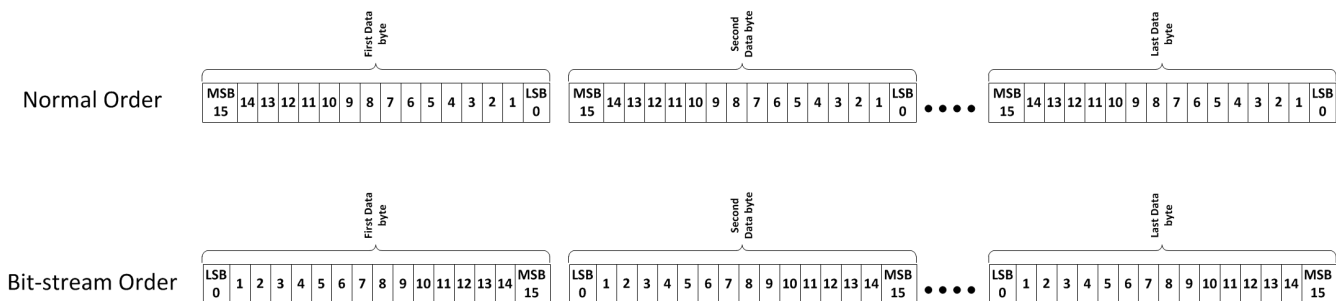 First Data
byte
Second
Data byte
Last Data
byte
Normal Order
MSB 14 13 12 11 10 9 8 7 6 5 4 3 2 1 LSB
15 0
MSB 14 13 12 11 10 9 8 7 6 5 4 3 2 1 LSB
15 0
MSB 14 13 12 11 10 9 8 7 6 5 4 3 2 1 LSB
15 0
First Data
byte
Second
Data byte
Last Data
byte
Bit-stream Order
LSB 1 2 3 4 5 6 7 8 9 10 11 12 13 14 MSB
0 15
LSB 1 2 3 4 5 6 7 8 9 10 11 12 13 14 MSB
0 15
LSB 1 2 3 4 5 6 7 8 9 10 11 12 13 14 MSB
0 15